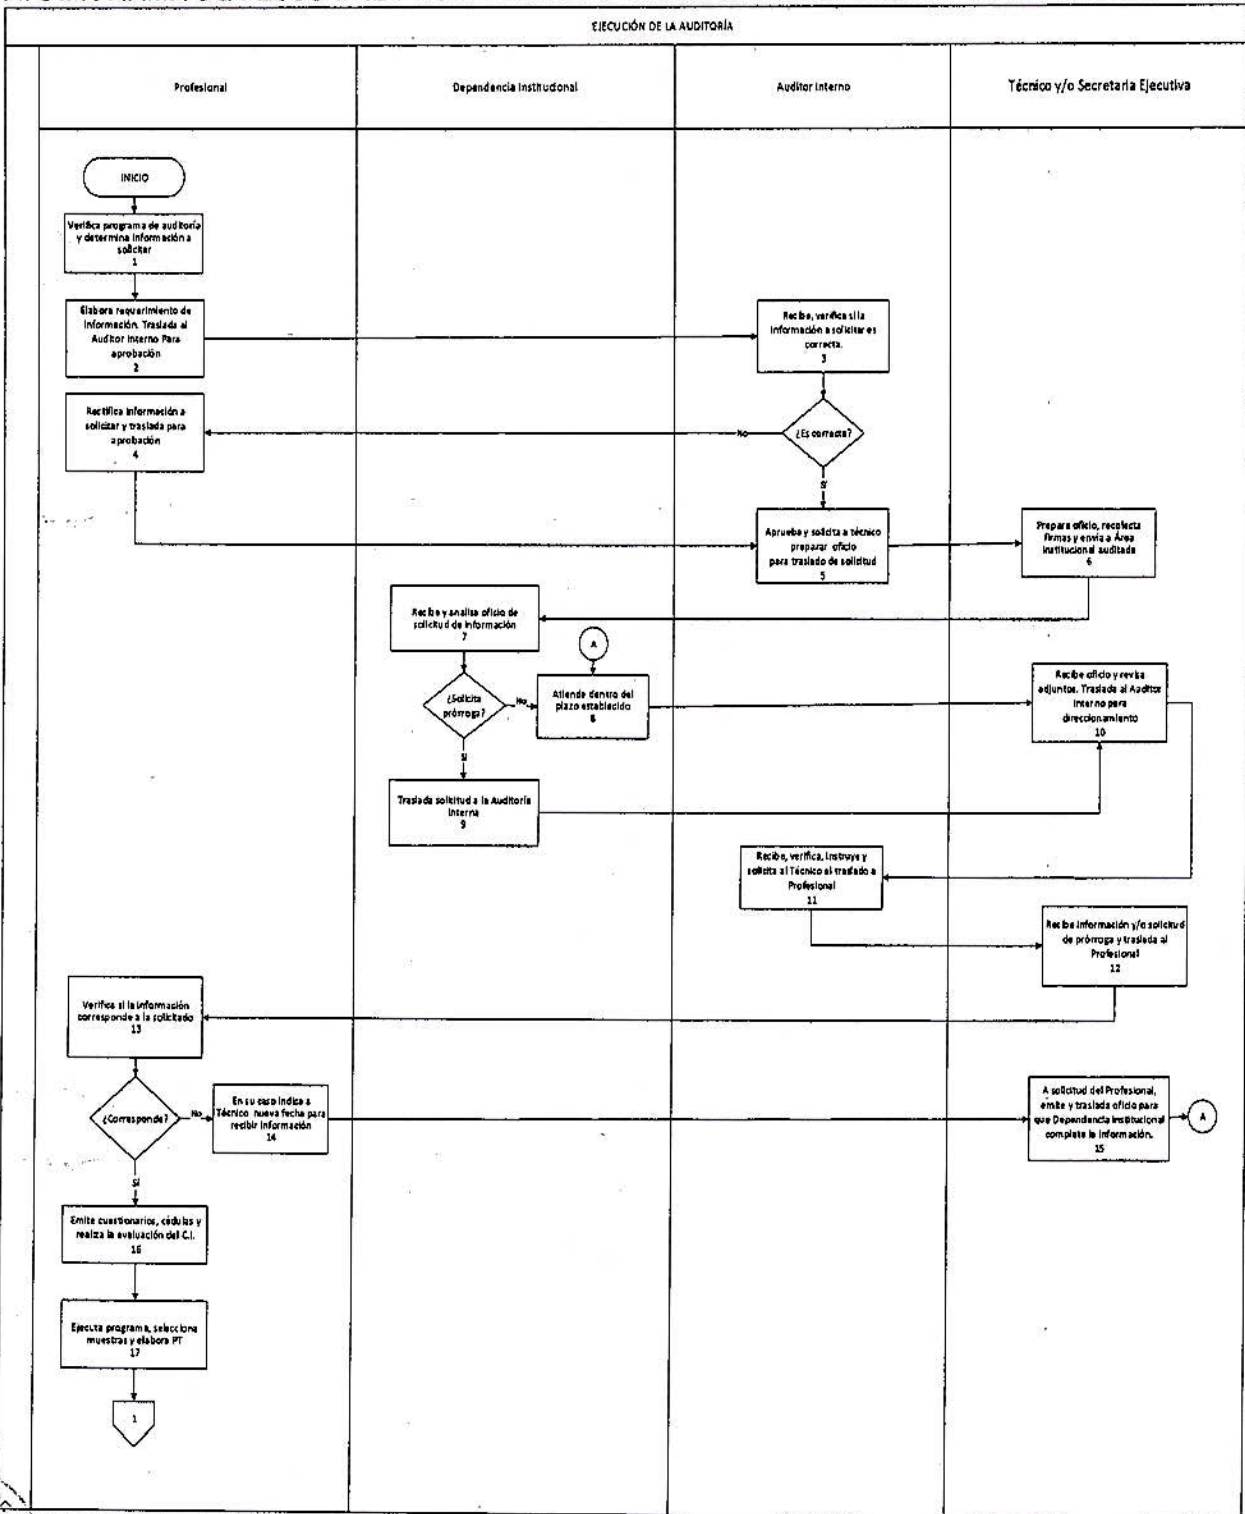 EJECUCIÓN DE LA AUDITORÍA
Profesional
Dependencia Institucional
Auditor Interno
Técnico y/o Secretaria Ejecutiva
INICIO
Verifica programa de auditoría
y determina información a
solicitar
1
Elabora requerimiento de
información. Traslada al
Auditor Interno Para
aprobación
2
Recibe, verifica si la
información a solicitar es
correcta.
3
¿Es correcta?
No
Si
Rectifica información a
solicitar y traslada para
aprobación
4
Aprueba y solicita a técnico
preparar oficio
para traslado de solicitud
5
Prepara oficio, recolecta
firmas y envía a Área
Institucional auditada
6
Recibe y analiza oficio de
solicitud de información
7
A
¿Solicita
prórroga?
No
Si
Atiende dentro del
plazo establecido
8
Traslada solicitud a la Auditoría
Interna
9
Recibe oficio y revisa
adjuntos. Traslada al Auditor
Interno para
direccionamiento
10
Recibe, verifica, instruye y
solicita al Técnico el traslado a
Profesional
11
Recibe información y/o solicitud
de prórroga y traslada al
Profesional
12
Verifica si la información
corresponde a la solicitado
13
¿Corresponde?
No
Si
En su caso indica a
Técnico nueva fecha para
recibir información
14
A solicitud del Profesional,
emite y traslada oficio para
que Dependencia Institucional
complete la información.
15
A
Emite cuestionarios, cédulas y
realiza la evaluación del C.I.
16
Ejecuta programa, selecciona
muestras y elabora PT
17
1